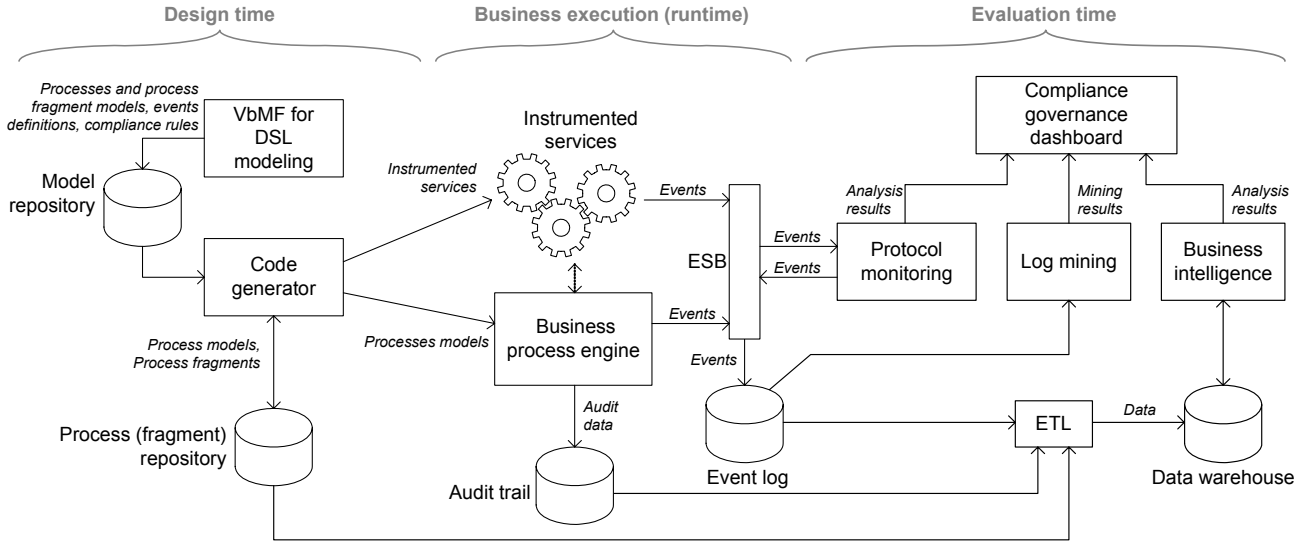 Design time
Business execution (runtime)
Evaluation time
Processes and process
fragment models, events
definitions, compliance rules
VbMF for
DSL
modeling
Model
repository
Code
generator
Process models,
Process fragments
Process (fragment)
repository
Instrumented
services
Instrumented
services
Processes models
Business
process engine
Audit
data
Audit trail
Events
Events
ESB
Events
Events
Events
Event log
Compliance
governance
dashboard
Analysis
results
Mining
results
Analysis
results
Protocol
monitoring
Log mining
Business
intelligence
ETL
Data
Data warehouse